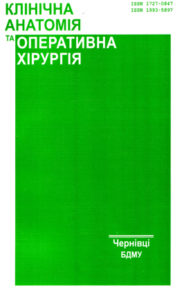 ISSN 1727-0847
ISSN 1993-5897
КЛІНІЧНА
АНАТОМІЯ
ТА
ОПЕРАТИВНА
ХІРУРГІЯ
Чернівці
БДМУ